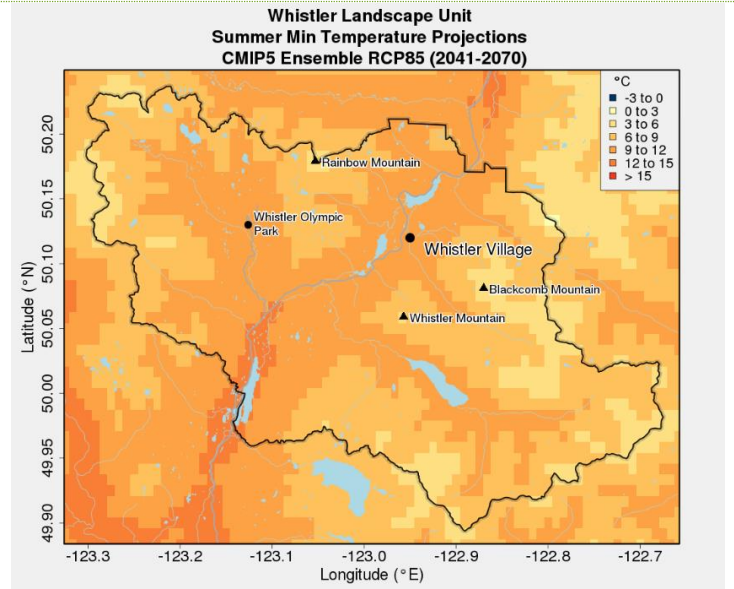 Whistler Landscape Unit
Summer Min Temperature Projections
CMIP5 Ensemble RCP85 (2041-2070)
°C
-3 to 0
0 to 3
3 to 6
6 to 9
9 to 12
12 to 15
> 15
Rainbow Mountain
Whistler Olympic
Park
Whistler Village
Blackcomb Mountain
Whistler Mountain
Latitude (°N)
50.20
50.15
50.10
50.05
50.00
49.95
49.90
-123.3 -123.2 -123.1 -123.0 -122.9 -122.8 -122.7
Longitude (°E)